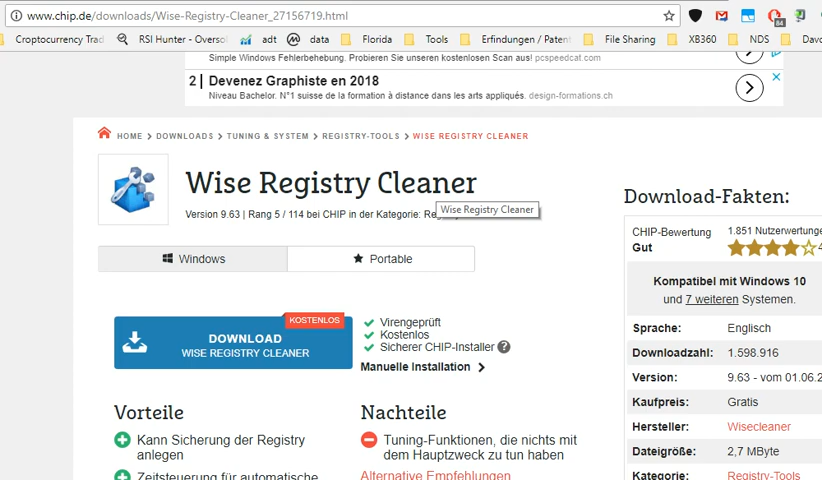 www.chip.de/downloads/Wise-Registry-Cleaner_27156719.html
Croptocurrency Trad
RSI Hunter - Oversol
adt
data
Florida
Tools
Erfindungen / Patent
File Sharing
XB360
NDS
Simple Windows Fehlerbehebung. Probieren Sie unseren kostenlosen Scan aus! pcspeedcat.com
2 | Devenez Graphiste en 2018
Niveau Bachelor. N°1 suisse de la formation à distance dans les arts appliqués. design-formations.ch
HOME > DOWNLOADS > TUNING & SYSTEM > REGISTRY-TOOLS > WISE REGISTRY CLEANER
Wise Registry Cleaner
Version 9.63 | Rang 5 / 114 bei CHIP in der Kategorie:
Wise Registry Cleaner
Windows
Portable
KOSTENLOS
DOWNLOAD
WISE REGISTRY CLEANER
Virengeprüft
Kostenlos
Sicherer CHIP-Installer ?
Manuelle Installation >
Vorteile
Kann Sicherung der Registry
anlegen
Zeitsteuerung für automatische
Nachteile
Tuning-Funktionen, die nichts mit
dem Hauptzweck zu tun haben
Alternative Empfehlungen
Download-Fakten:
CHIP-Bewertung
Gut
1.851 Nutzerwertunge
Kompatibel mit Windows 10
und 7 weiteren Systemen.
Sprache: Englisch
Downloadzahl: 1.598.916
Version: 9.63 - vom 01.06.2
Kaufpreis: Gratis
Hersteller: Wisecleaner
Dateigröße: 2,7 MByte
Kategorie: Registry-Tools